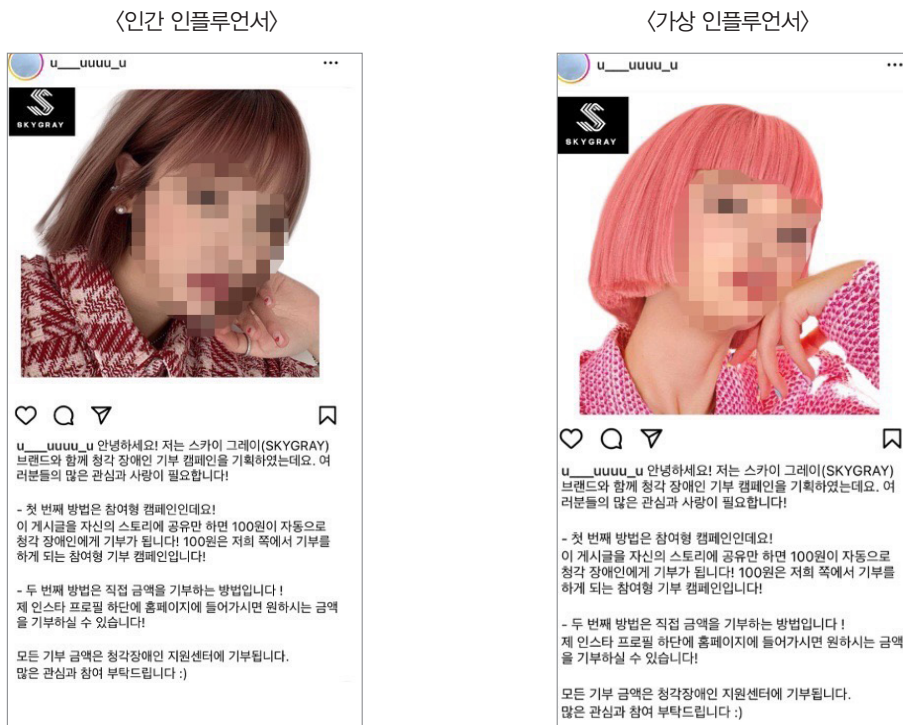 〈인간 인플루언서〉
u___uuuu_u
SKYGRAY
u___uuuu_u 안녕하세요! 저는 스카이 그레이(SKYGRAY)
브랜드와 함께 청각 장애인 기부 캠페인을 기획하였는데요. 여
러분들의 많은 관심과 사랑이 필요합니다!
- 첫 번째 방법은 참여형 캠페인인데요!
이 게시글을 자신의 스토리에 공유만 하면 100원이 자동으로
청각 장애인에게 기부가 됩니다! 100원은 저희 쪽에서 기부를
하게 되는 참여형 기부 캠페인입니다!
- 두 번째 방법은 직접 금액을 기부하는 방법입니다 !
제 인스타 프로필 하단에 홈페이지에 들어가시면 원하시는 금액
을 기부하실 수 있습니다!
모든 기부 금액은 청각장애인 지원센터에 기부됩니다.
많은 관심과 참여 부탁드립니다 :)
〈가상 인플루언서〉
u___uuuu_u
SKYGRAY
u___uuuu_u 안녕하세요! 저는 스카이 그레이(SKYGRAY)
브랜드와 함께 청각 장애인 기부 캠페인을 기획하였는데요. 여
러분들의 많은 관심과 사랑이 필요합니다!
- 첫 번째 방법은 참여형 캠페인인데요!
이 게시글을 자신의 스토리에 공유만 하면 100원이 자동으로
청각 장애인에게 기부가 됩니다! 100원은 저희 쪽에서 기부를
하게 되는 참여형 기부 캠페인입니다!
- 두 번째 방법은 직접 금액을 기부하는 방법입니다 !
제 인스타 프로필 하단에 홈페이지에 들어가시면 원하시는 금액
을 기부하실 수 있습니다!
모든 기부 금액은 청각장애인 지원센터에 기부됩니다.
많은 관심과 참여 부탁드립니다 :)